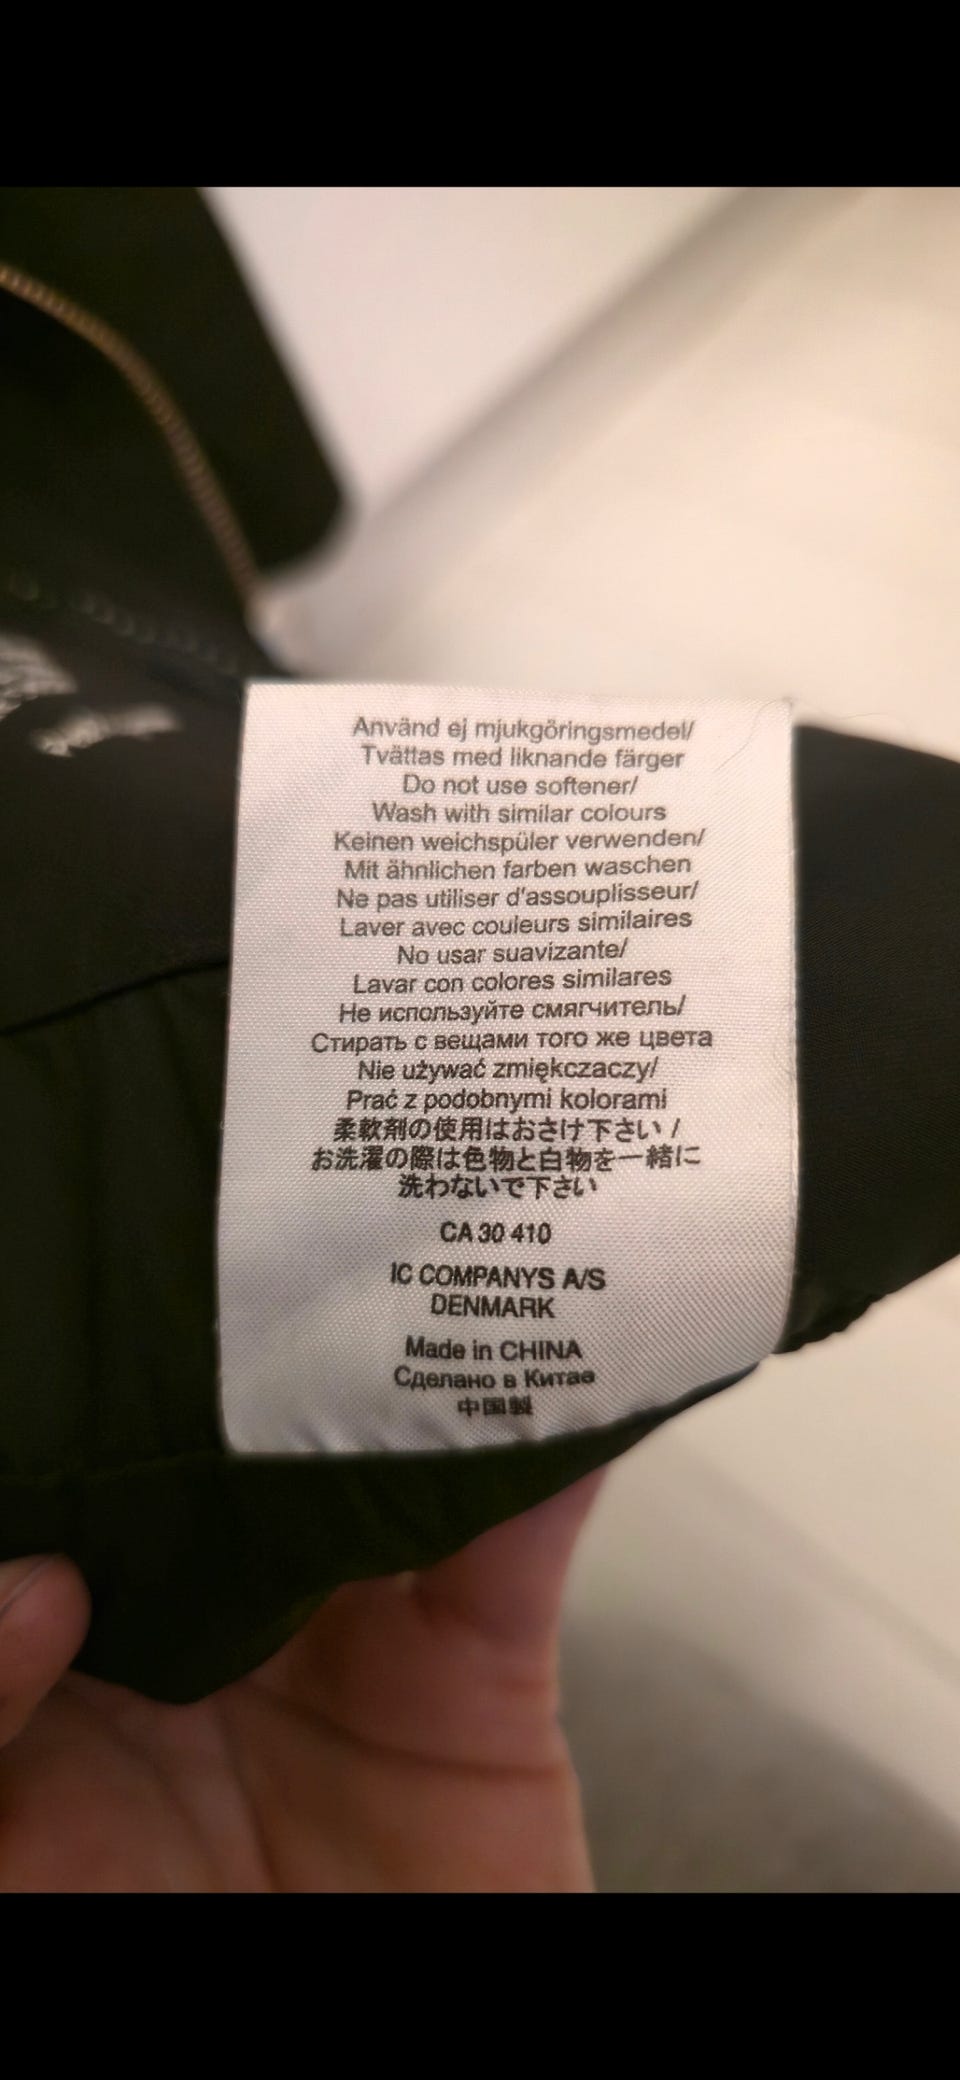 Använd ej mjukgöringsmedel/
Tvättas med liknande färger
Do not use softener/
Wash with similar colours
Keinen weichspüler verwenden/
Mit ähnlichen farben waschen
Ne pas utiliser d'assouplisseur/
Laver avec couleurs similaires
No usar suavizante/
Lavar con colores similares
Не используйте смягчитель/
Стирать с вещами того же цвета
Nie używać zmiękczaczy/
Prać z podobnymi kolorami
柔軟剤の使用はおさけ下さい /
お洗濯の際は色物と白物を一緒に
洗わないで下さい
CA 30 410
IC COMPANYS A/S
DENMARK
Made in CHINA
Сделано в Китае
中国製